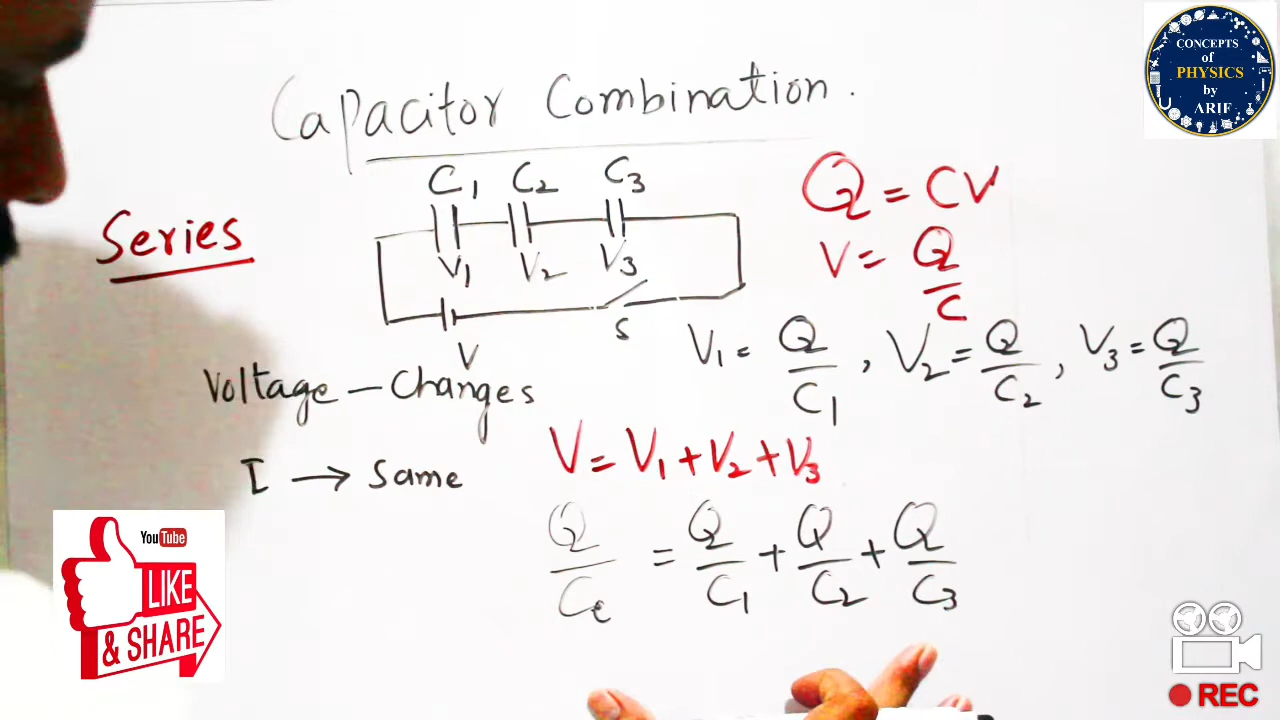 Capacitor Combination.
CONCEPTS
of
PHYSICS
by
ARIF
Series
C1 C2 C3
V1 V2 V3
V
S
Q = CV
V = Q/C
V1 = Q/C1, V2 = Q/C2, V3 = Q/C3
Voltage – Changes
I → Same
V = V1 + V2 + V3
Q/Ct = Q/C1 + Q/C2 + Q/C3
YouTube
LIKE
& SHARE
REC